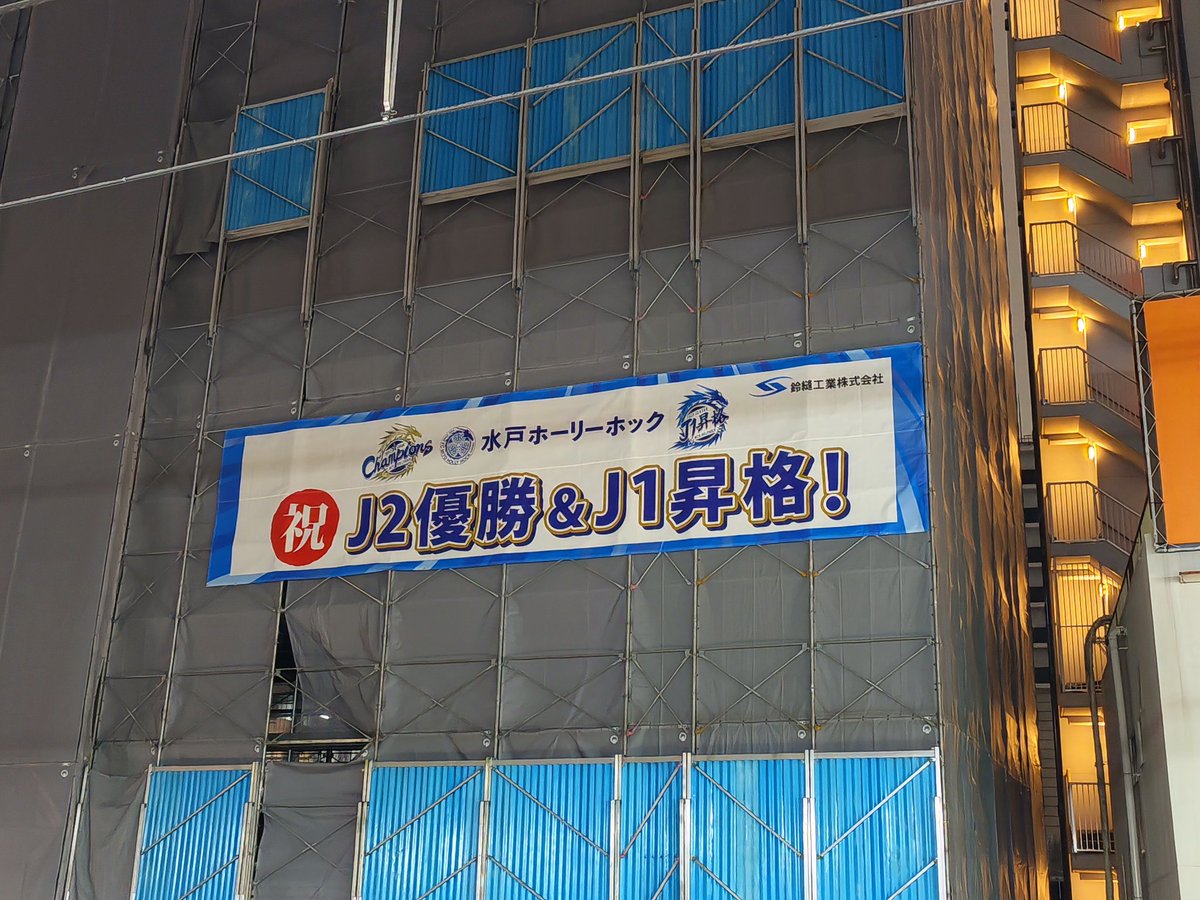 鈴縫工業株式会社
Champions 水戸ホーリーホック J1昇格
祝 J2優勝&J1昇格!